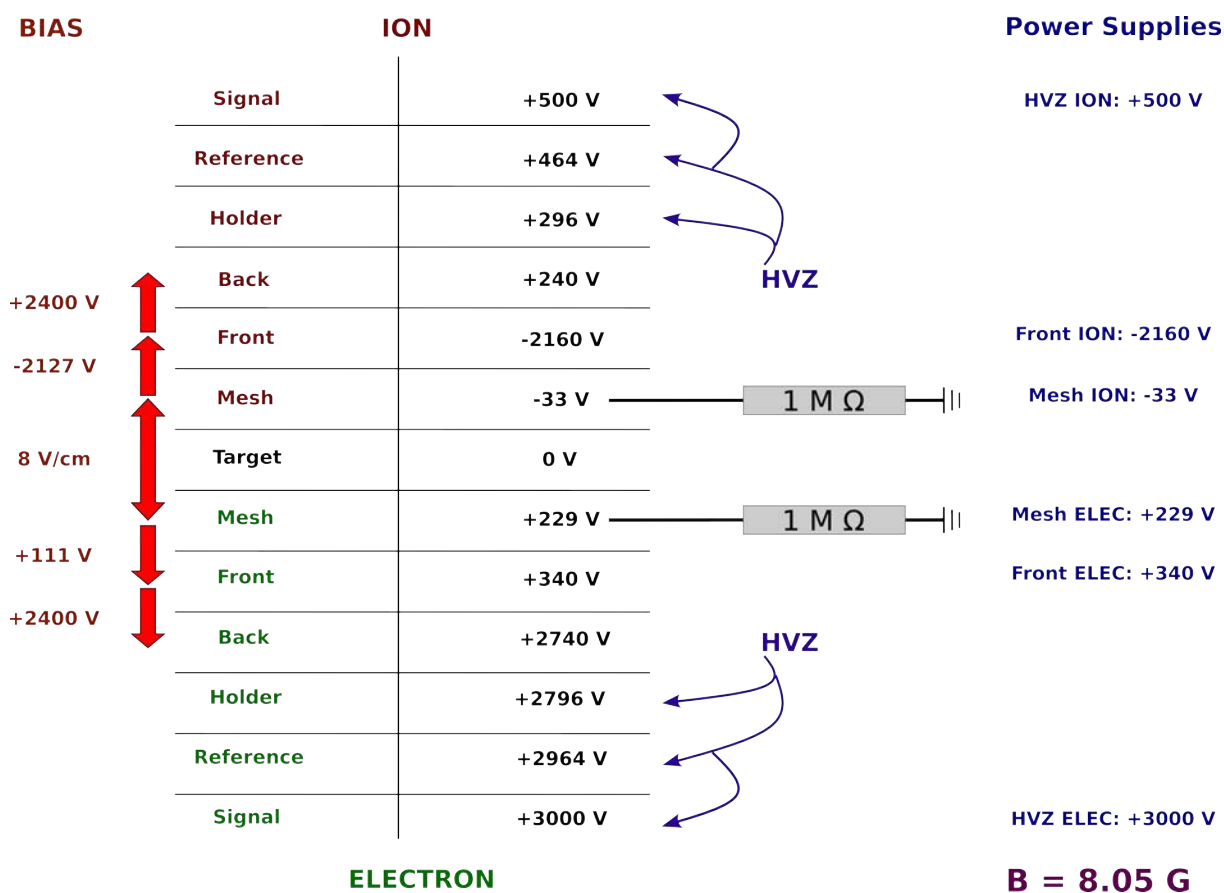 BIAS ION Power Supplies
Signal +500 V HVZ ION: +500 V
Reference +464 V
Holder +296 V
Back +240 V HVZ
+2400 V
Front -2160 V Front ION: -2160 V
-2127 V
Mesh -33 V 1 M Ω Mesh ION: -33 V
8 V/cm Target 0 V
Mesh +229 V 1 M Ω Mesh ELEC: +229 V
+111 V
Front +340 V Front ELEC: +340 V
+2400 V
Back +2740 V HVZ
Holder +2796 V
Reference +2964 V
Signal +3000 V HVZ ELEC: +3000 V
ELECTRON B = 8.05 G